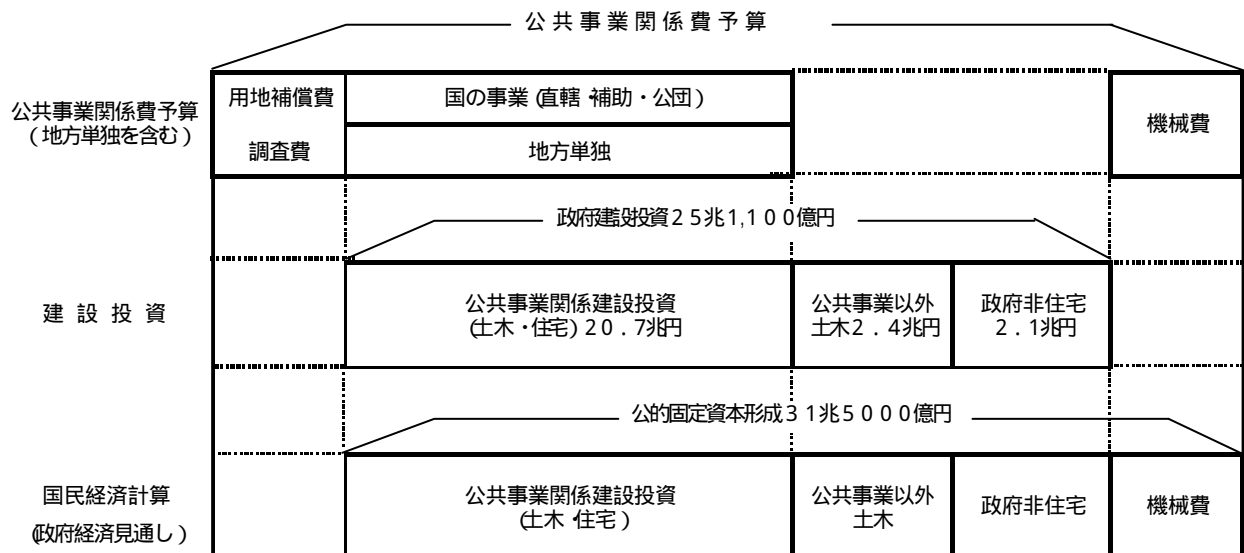 公 共 事 業 関 係 費 予 算
公共事業関係費予算
(地方単独を含む)
用地補償費
調査費
国の事業(直轄・補助・公団)
地方単独
機械費
政府建設投資25兆1,100億円
建 設 投 資
公共事業関係建設投資
(土木・住宅)20.7兆円
公共事業以外
土木2.4兆円
政府非住宅
2.1兆円
公的固定資本形成31兆5000億円
国民経済計算
(政府経済見通し)
公共事業関係建設投資
(土木・住宅)
公共事業以外
土木
政府非住宅
機械費